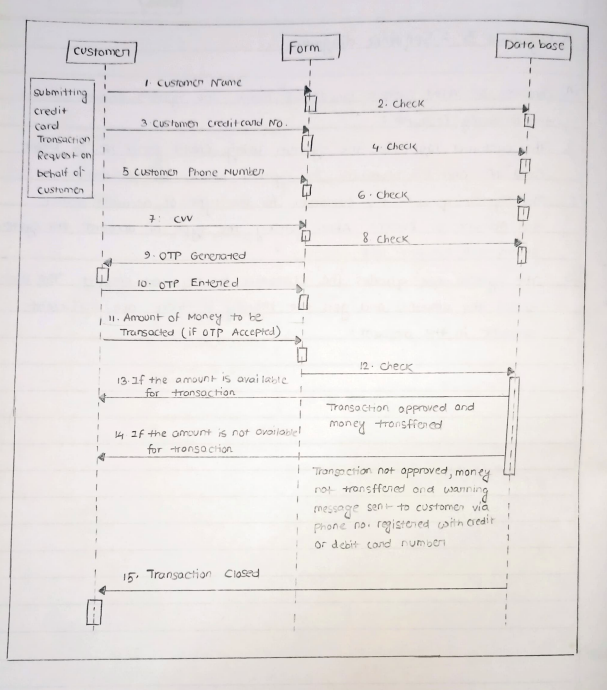 Customer
Form
Database
Submitting
credit
card
Transaction
Request on
behalf of
customer
1. Customer Name
2. Check
3. Customer Creditcard No.
4 Check
5 Customer Phone Number
6. Check
7. CVV
8 Check
9. OTP Generated
10. OTP Entered
11. Amount of Money to be
Transacted (if OTP Accepted)
12. Check
13. If the amount is available
for transaction
Transaction approved and
money transffered
14 If the amount is not available
for transaction
Transaction not approved, money
not transffered and warning
message sent to customer via
phone no. registered with credit
or debit card number
15. Transaction Closed